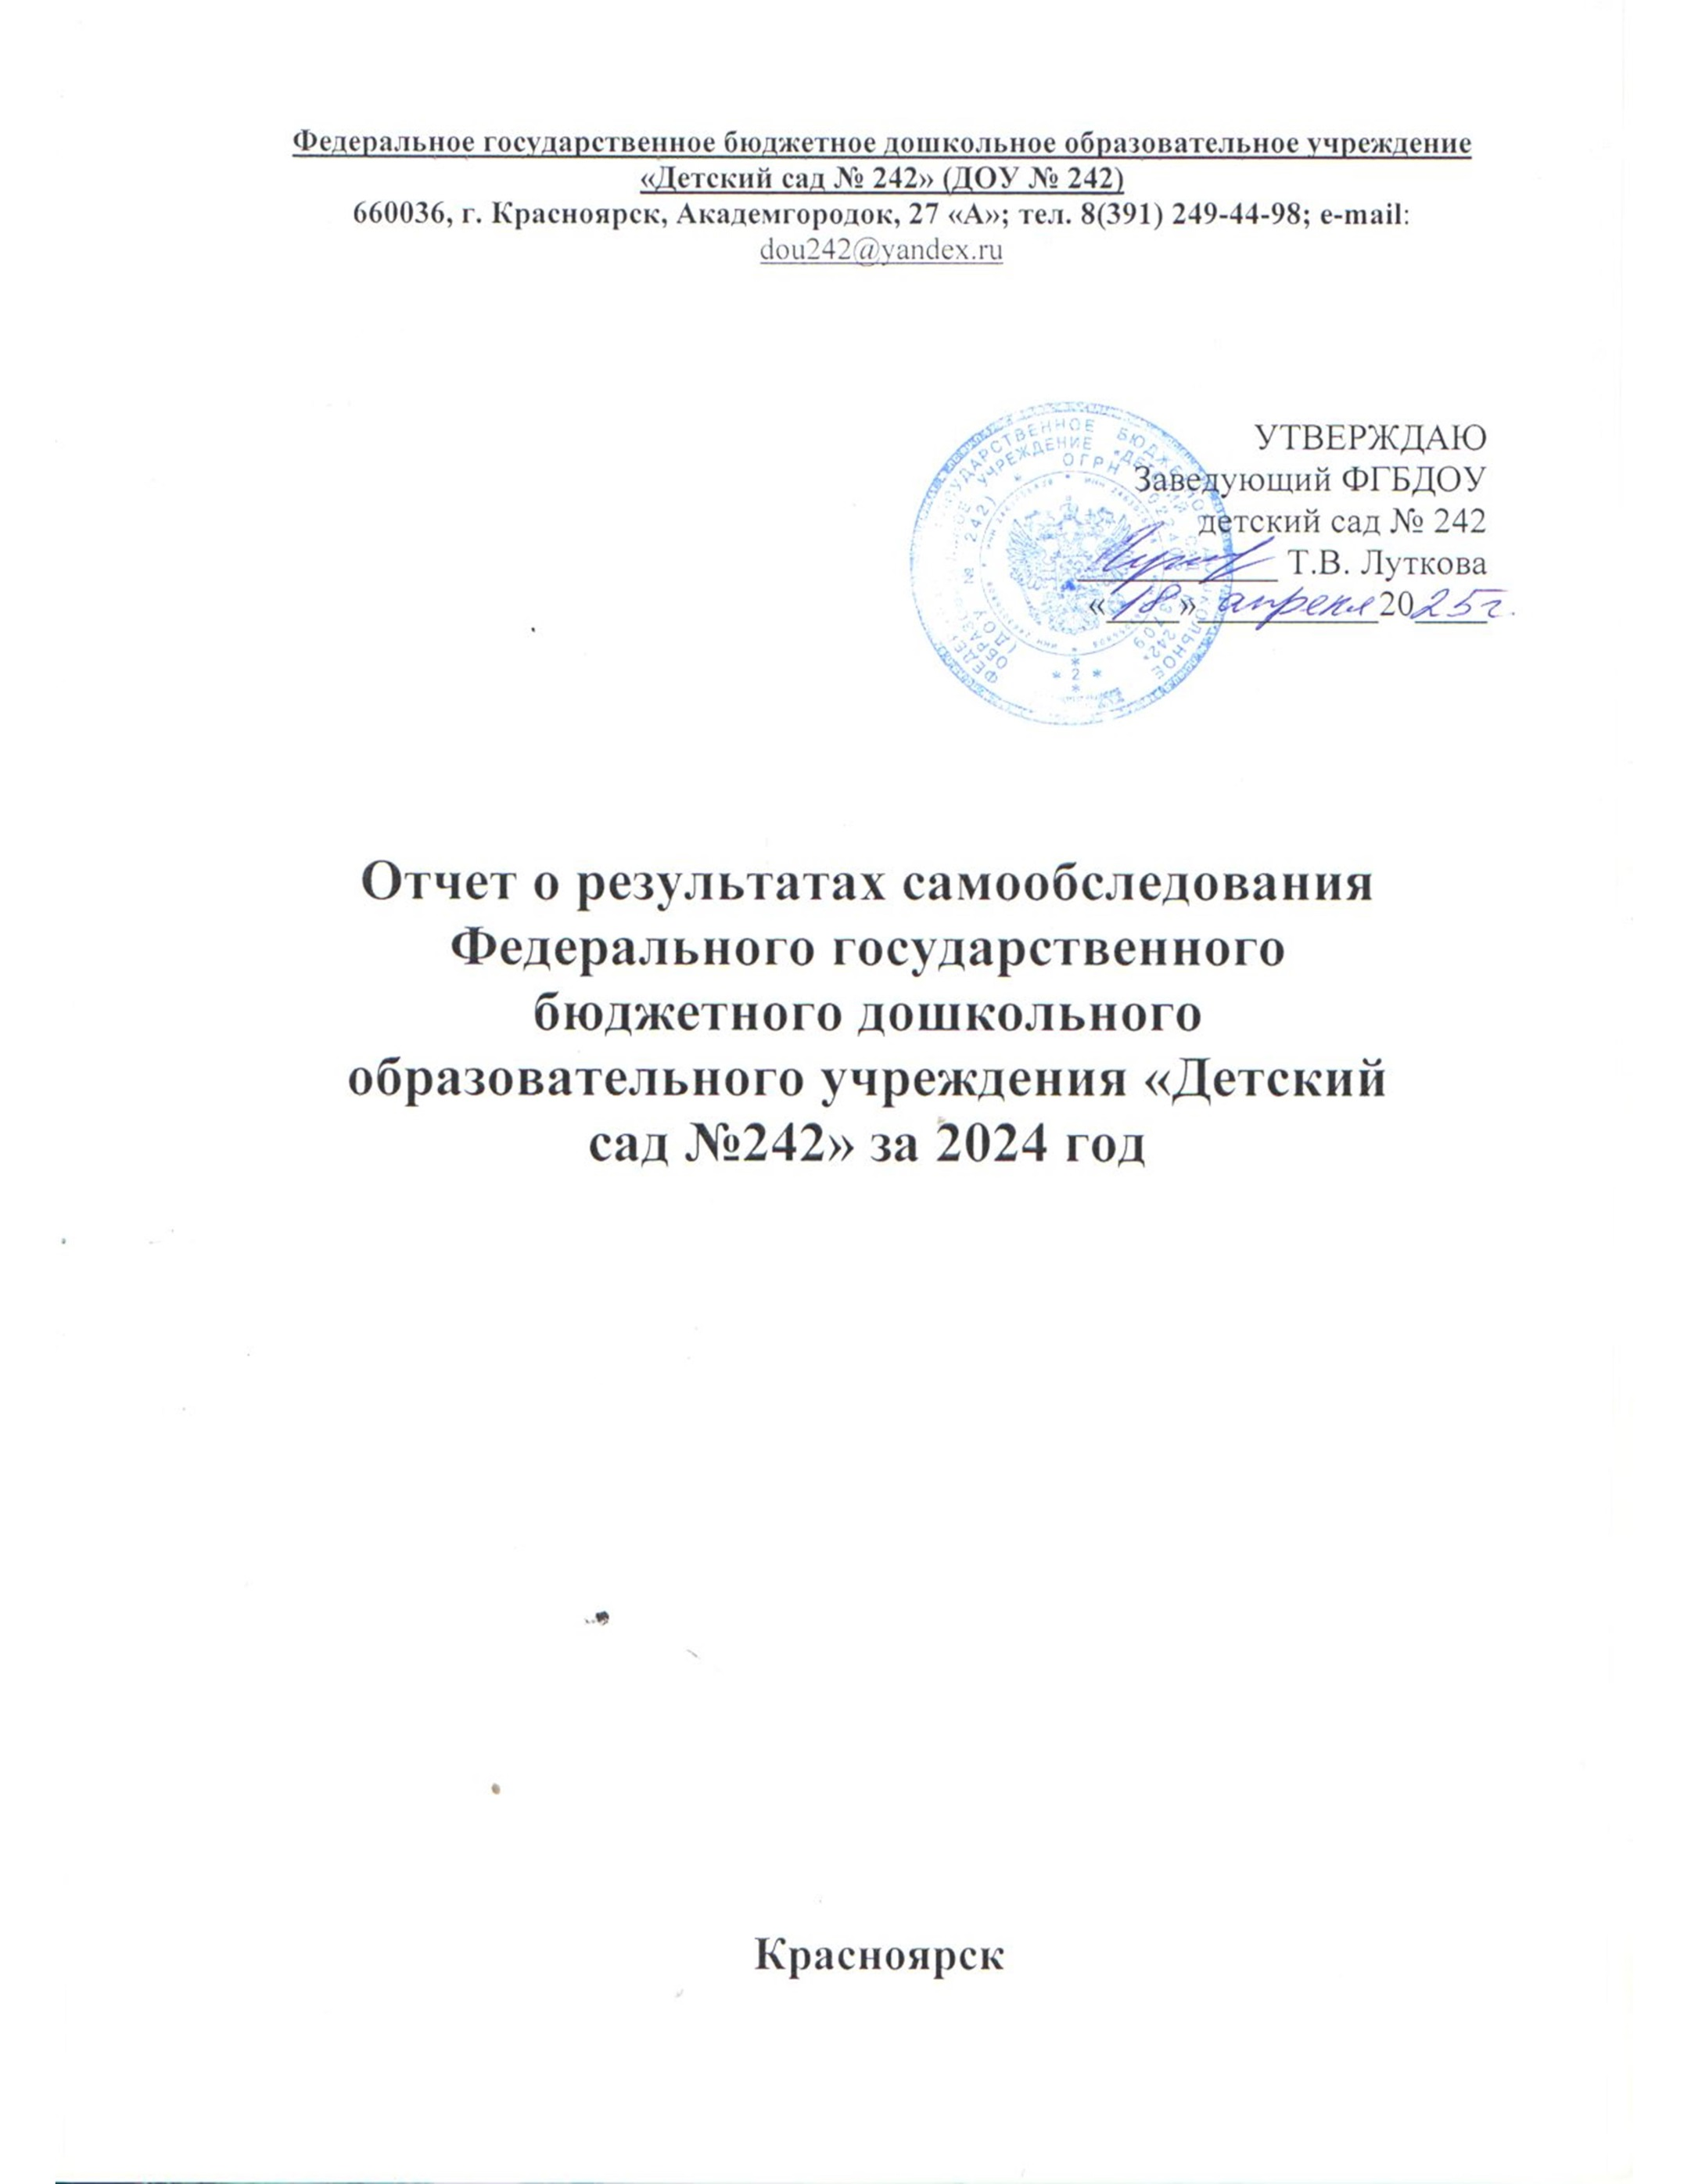 Федеральное государственное бюджетное дошкольное образовательное учреждение
«Детский сад № 242» (ДОУ № 242)
660036, г. Красноярск, Академгородок, 27 «А»; тел. 8(391) 249-44-98; e-mail:
dou242@yandex.ru
УТВЕРЖДАЮ
Заведующий ФГБДОУ
детский сад № 242
Т.В. Луткова
«18» апреля 2025г.
Отчет о результатах самообследования
Федерального государственного
бюджетного дошкольного
образовательного учреждения «Детский
сад №242» за 2024 год
Красноярск